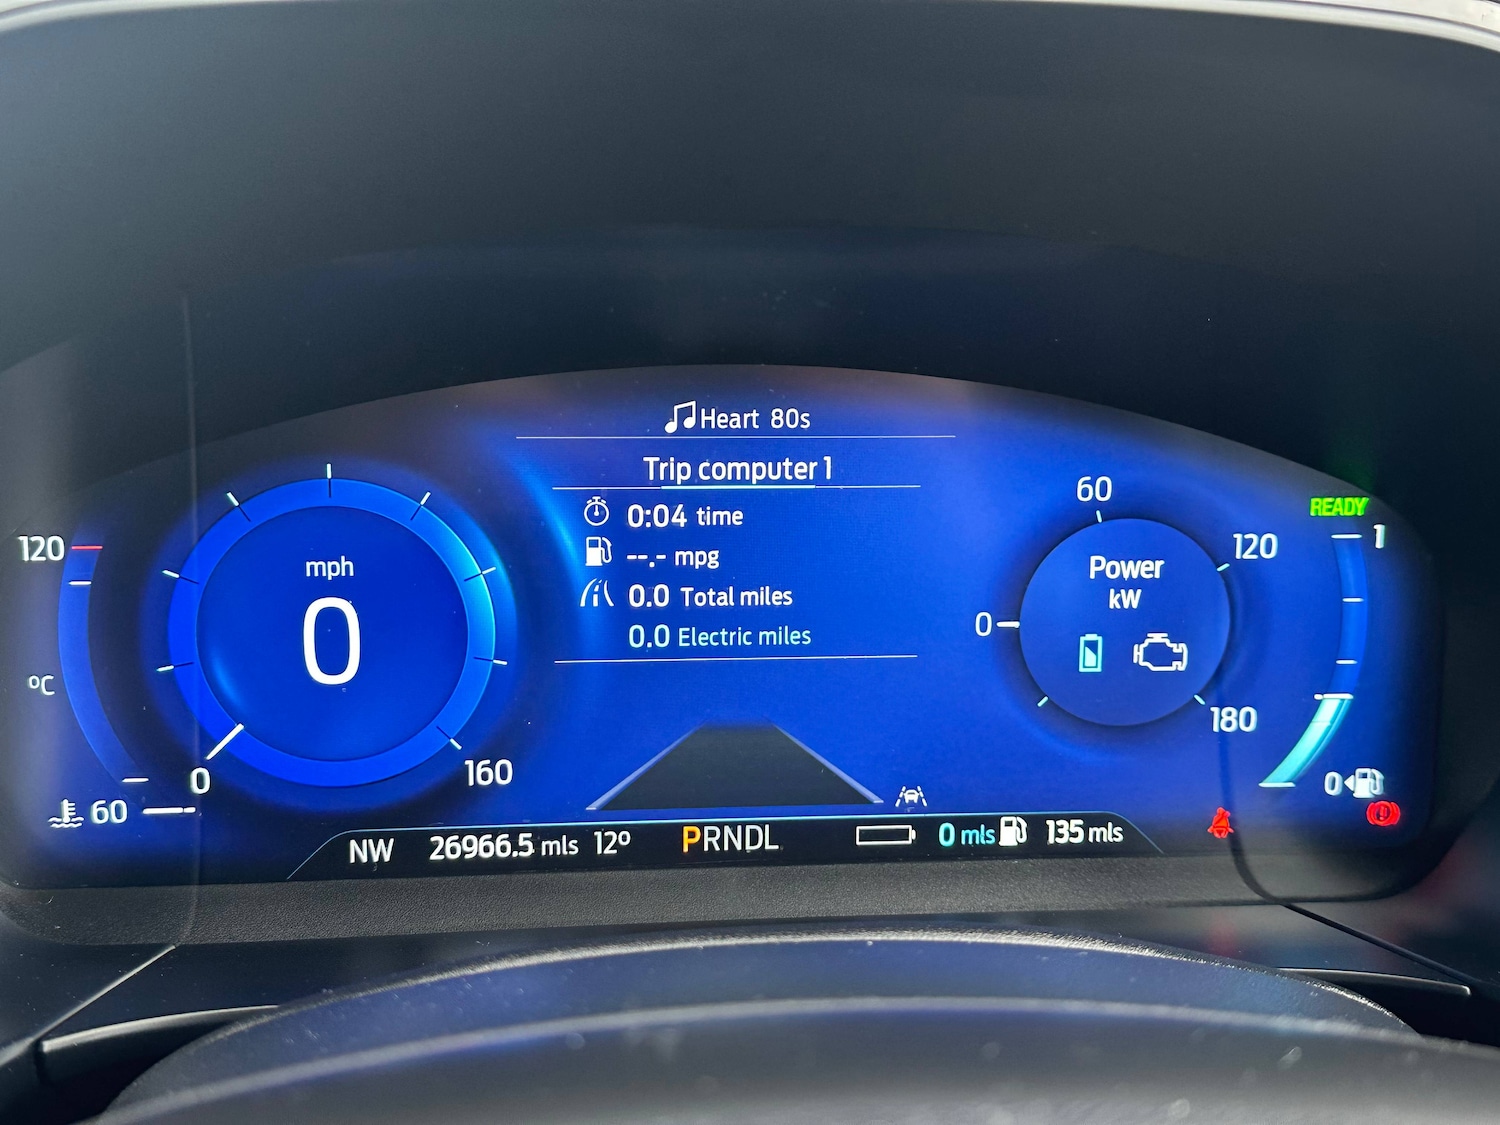 Heart 80s
Trip computer 1
0:04 time
--.- mpg
0.0 Total miles
0.0 Electric miles
120
°C
60
mph
0
0
160
60
120
Power
kW
0
180
READY
1
0
NW 26966.5 mls 12° PRNDL 0 mls 135 mls